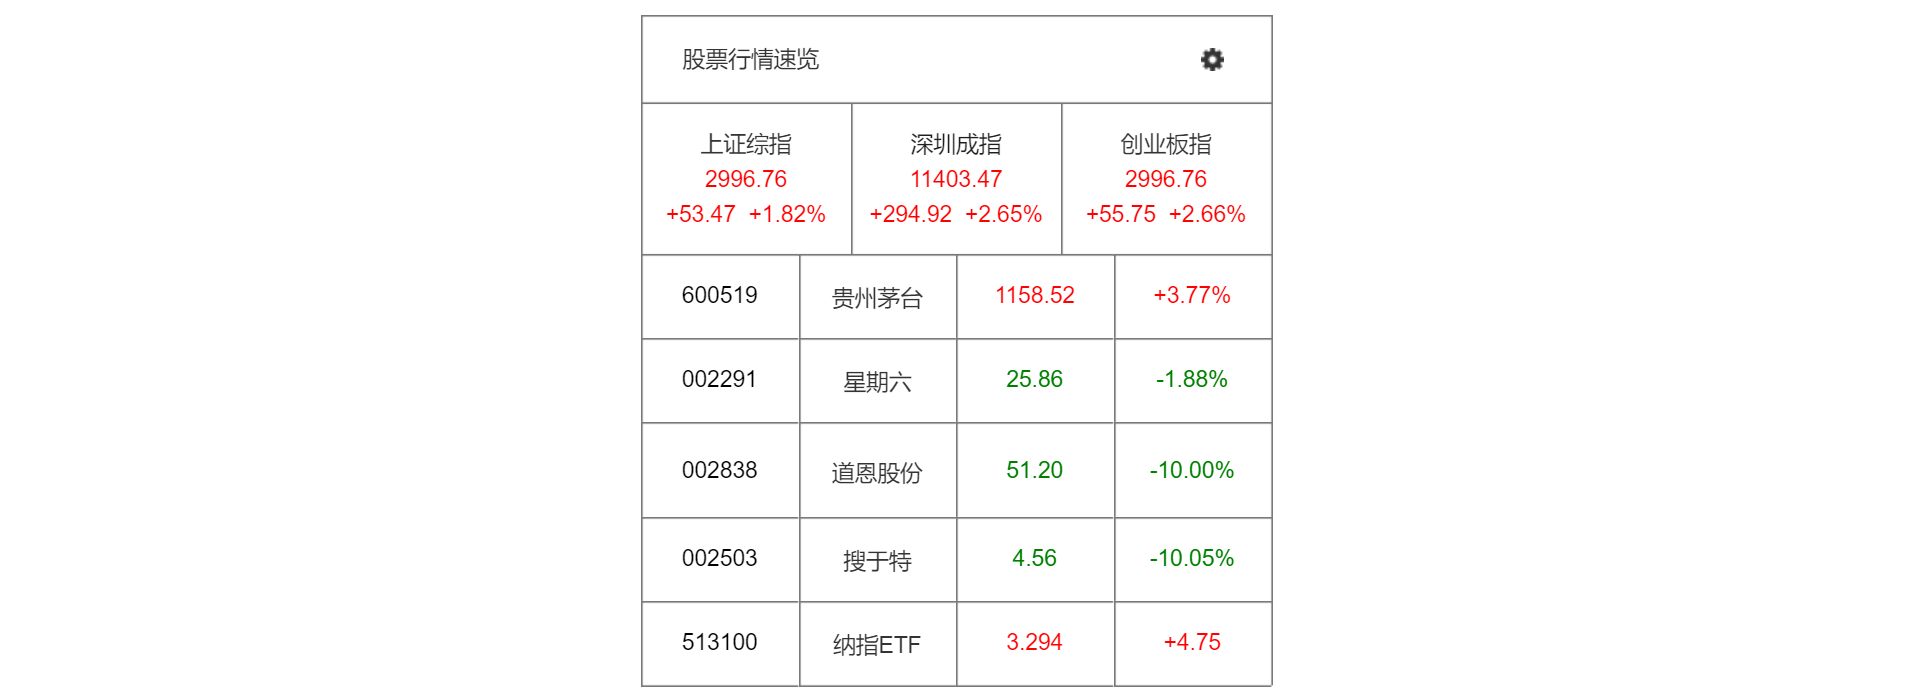 股票行情速览
上证综指
2996.76
+53.47 +1.82%
深圳成指
11403.47
+294.92 +2.65%
创业板指
2996.76
+55.75 +2.66%
600519 贵州茅台 1158.52 +3.77%
002291 星期六 25.86 -1.88%
002838 道恩股份 51.20 -10.00%
002503 搜于特 4.56 -10.05%
513100 纳指ETF 3.294 +4.75